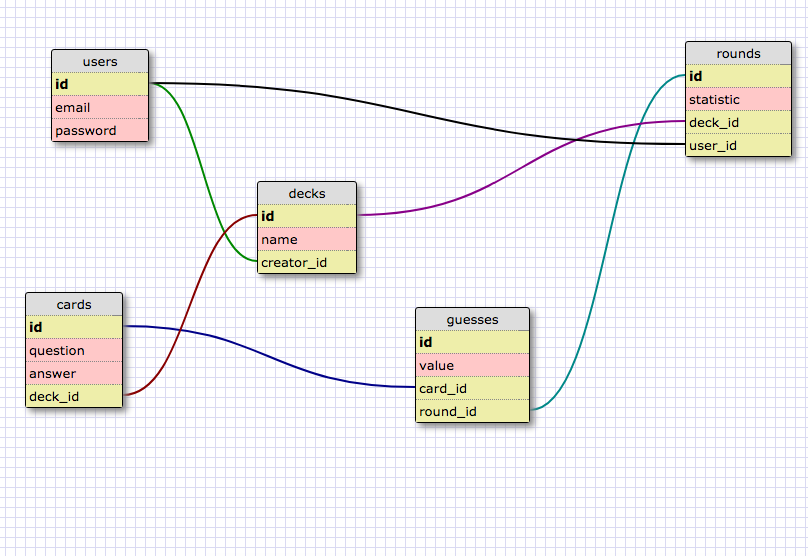 users
id
email
password
rounds
id
statistic
deck_id
user_id
decks
id
name
creator_id
cards
id
question
answer
deck_id
guesses
id
value
card_id
round_id